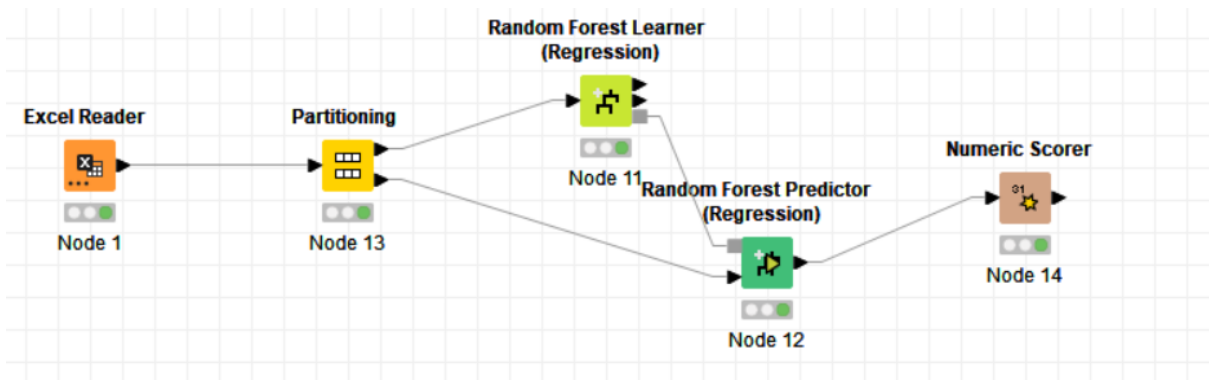 Random Forest Learner
(Regression)
Excel Reader
Partitioning
Node 11
Numeric Scorer
Random Forest Predictor
(Regression)
Node 1
Node 13
Node 14
Node 12